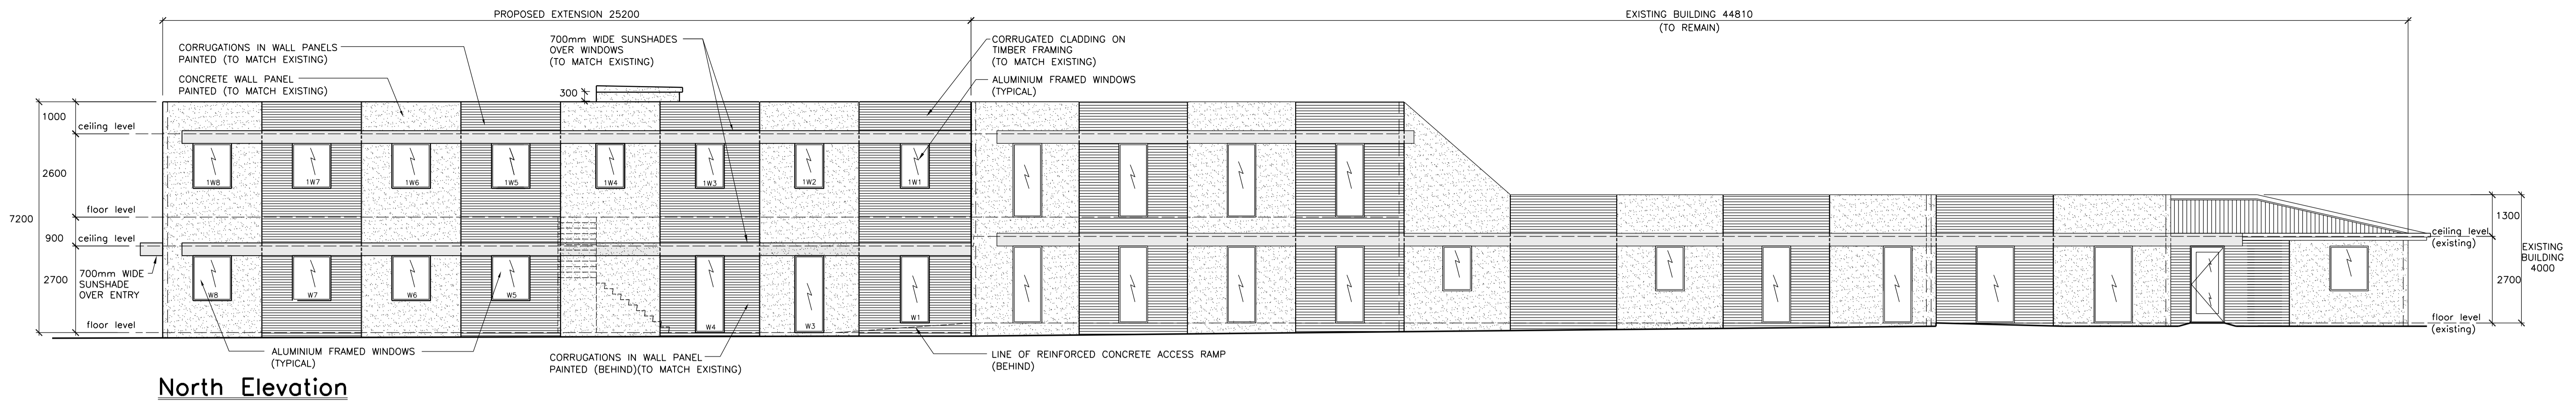 PROPOSED EXTENSION 25200
EXISTING BUILDING 44810
(TO REMAIN)
CORRUGATIONS IN WALL PANELS
PAINTED (TO MATCH EXISTING)
CONCRETE WALL PANEL
PAINTED (TO MATCH EXISTING)
700mm WIDE SUNSHADES
OVER WINDOWS
(TO MATCH EXISTING)
CORRUGATED CLADDING ON
TIMBER FRAMING
(TO MATCH EXISTING)
ALUMINIUM FRAMED WINDOWS
(TYPICAL)
300
1000
ceiling level
2600
floor level
7200
900
ceiling level
2700
floor level
700mm WIDE
SUNSHADE
OVER ENTRY
1W8
1W7
1W6
1W5
1W4
1W3
1W2
1W1
W8
W7
W6
W5
W4
W3
W1
1300
ceiling level
(existing)
EXISTING
BUILDING
4000
2700
floor level
(existing)
ALUMINIUM FRAMED WINDOWS
(TYPICAL)
CORRUGATIONS IN WALL PANEL
PAINTED (BEHIND)(TO MATCH EXISTING)
LINE OF REINFORCED CONCRETE ACCESS RAMP
(BEHIND)
North Elevation